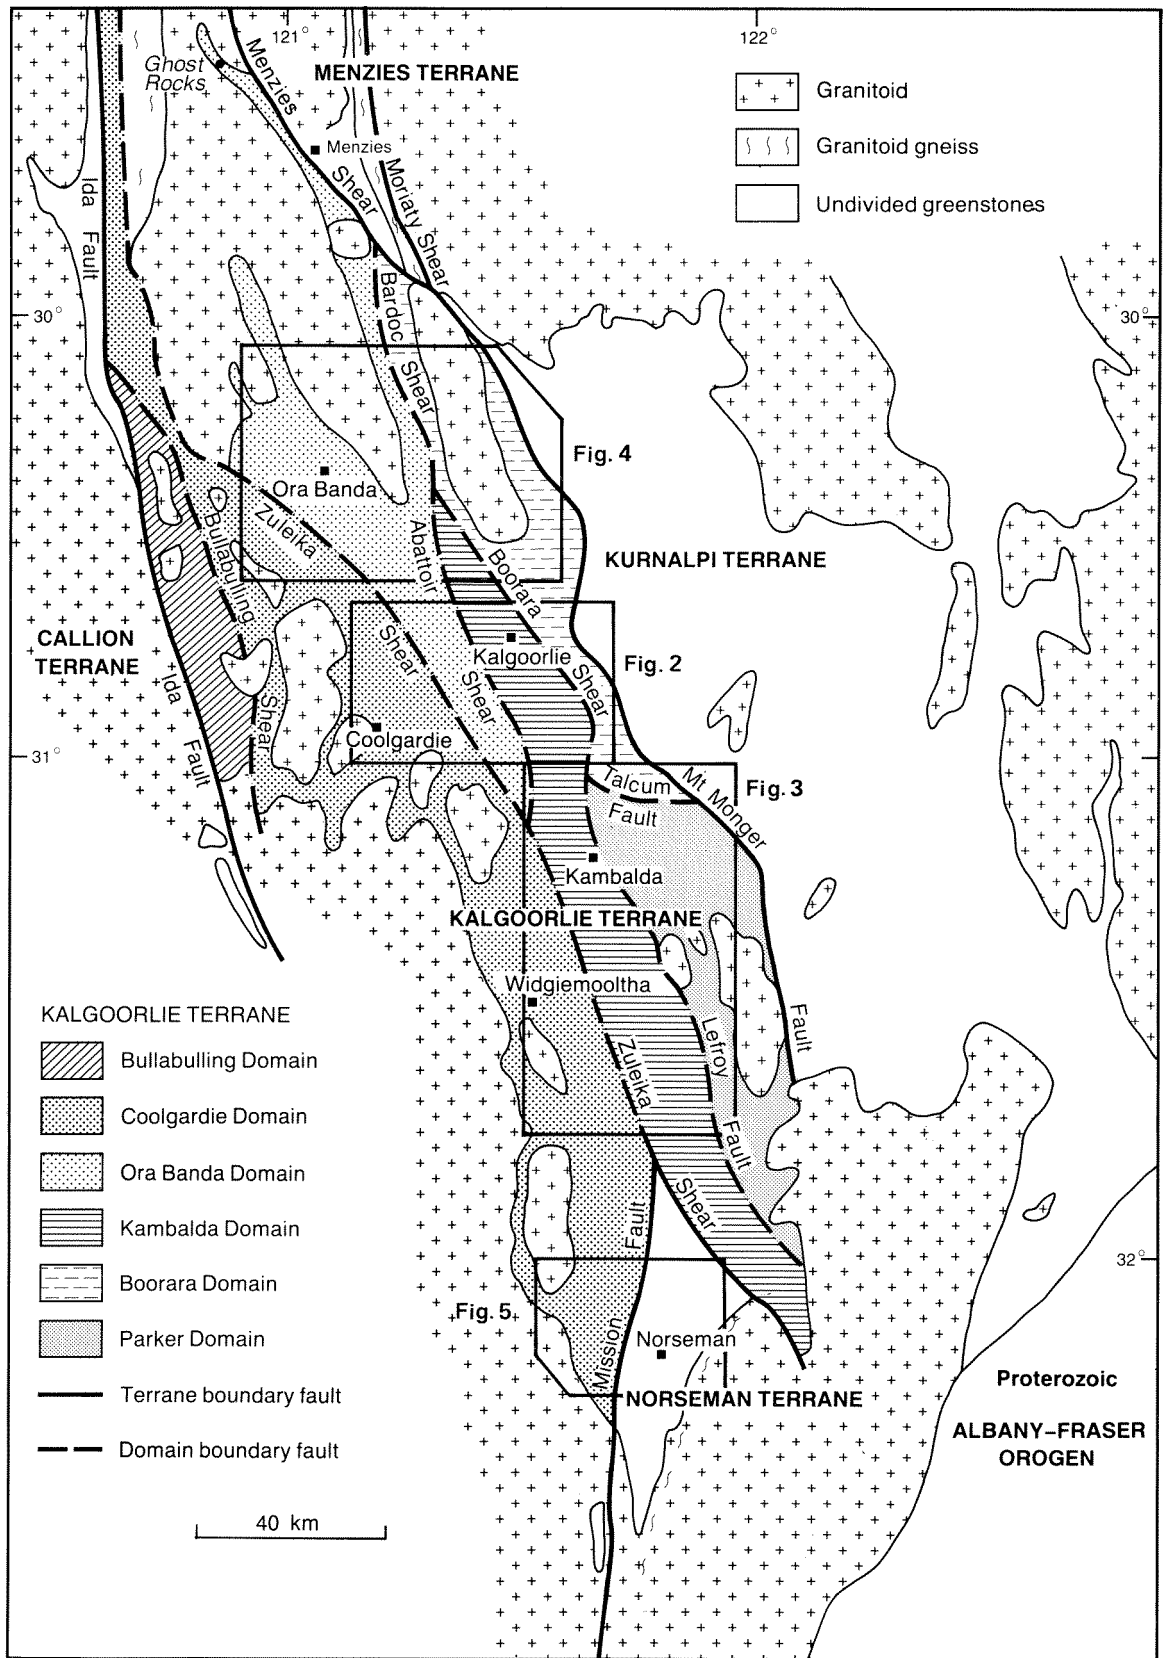 121°
122°
Ghost
Rocks
Menzies
MENZIES TERRANE
Granitoid
Granitoid gneiss
Undivided greenstones
Menzies
Shear
Moriaty Shear
Ida
Fault
Bardoc
Shear
30°
30°
Fig. 4
Ora Banda
Zuleika
Bullabulling
Abattoir
Boorara
KURNALPI TERRANE
CALLION
TERRANE
Ida
Fault
Shear
Shear
Kalgoorlie
Shear
Shear
Fig. 2
Coolgardie
31°
Talcum
Fault
Mt Monger
Fig. 3
Kambalda
KALGOORLIE TERRANE
Widgiemooltha
Zuleika
Lefroy
Fault
Fault
KALGOORLIE TERRANE
Bullabulling Domain
Coolgardie Domain
Ora Banda Domain
Kambalda Domain
Boorara Domain
Parker Domain
Terrane boundary fault
Domain boundary fault
40 km
Shear
Fault
Mission
32°
Fig. 5
Norseman
NORSEMAN TERRANE
Proterozoic
ALBANY–FRASER
OROGEN